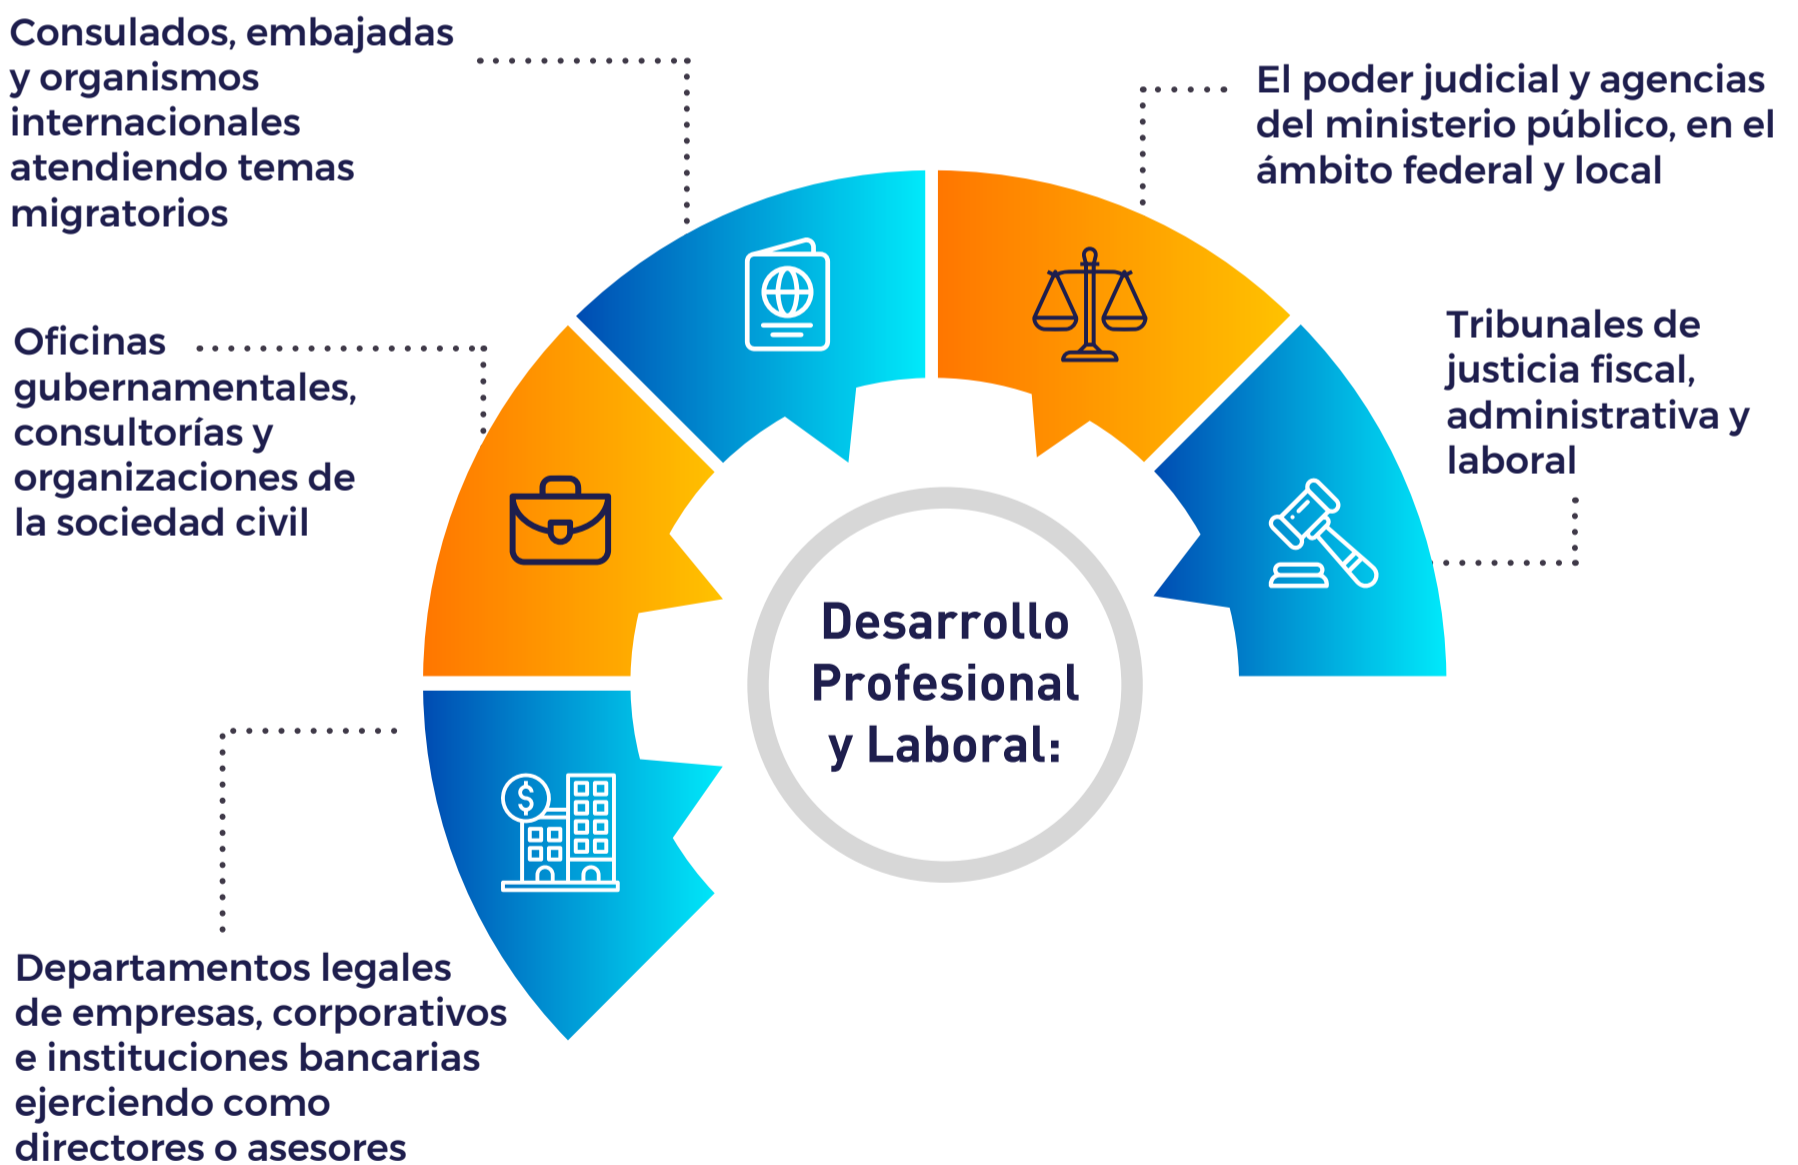 Consulados, embajadas
y organismos
internacionales
atendiendo temas
migratorios
El poder judicial y agencias
del ministerio público, en el
ámbito federal y local
Oficinas
gubernamentales,
consultorías y
organizaciones de
la sociedad civil
Tribunales de
justicia fiscal,
administrativa y
laboral
Desarrollo
Profesional
y Laboral:
$
Departamentos legales
de empresas, corporativos
e instituciones bancarias
ejerciendo como
directores o asesores